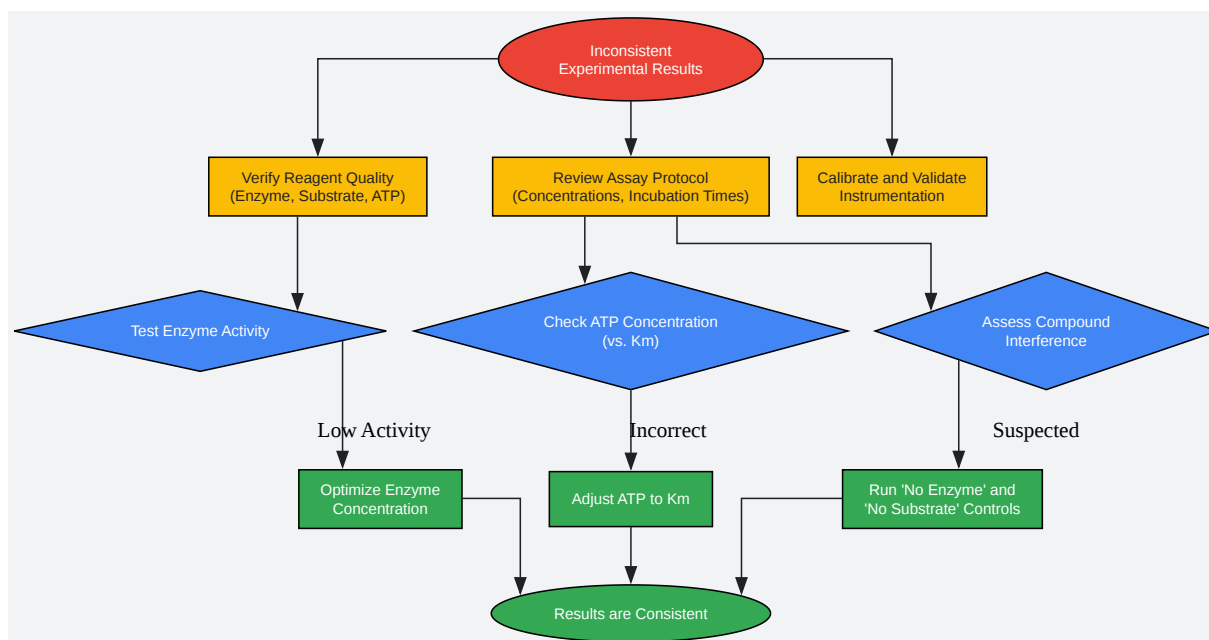 Inconsistent
Experimental Results
Verify Reagent Quality
(Enzyme, Substrate, ATP)
Review Assay Protocol
(Concentrations, Incubation Times)
Calibrate and Validate
Instrumentation
Test Enzyme Activity
Check ATP Concentration
(vs. Km)
Assess Compound
Interference
Low Activity
Incorrect
Suspected
Optimize Enzyme
Concentration
Adjust ATP to Km
Run 'No Enzyme' and
'No Substrate' Controls
Results are Consistent